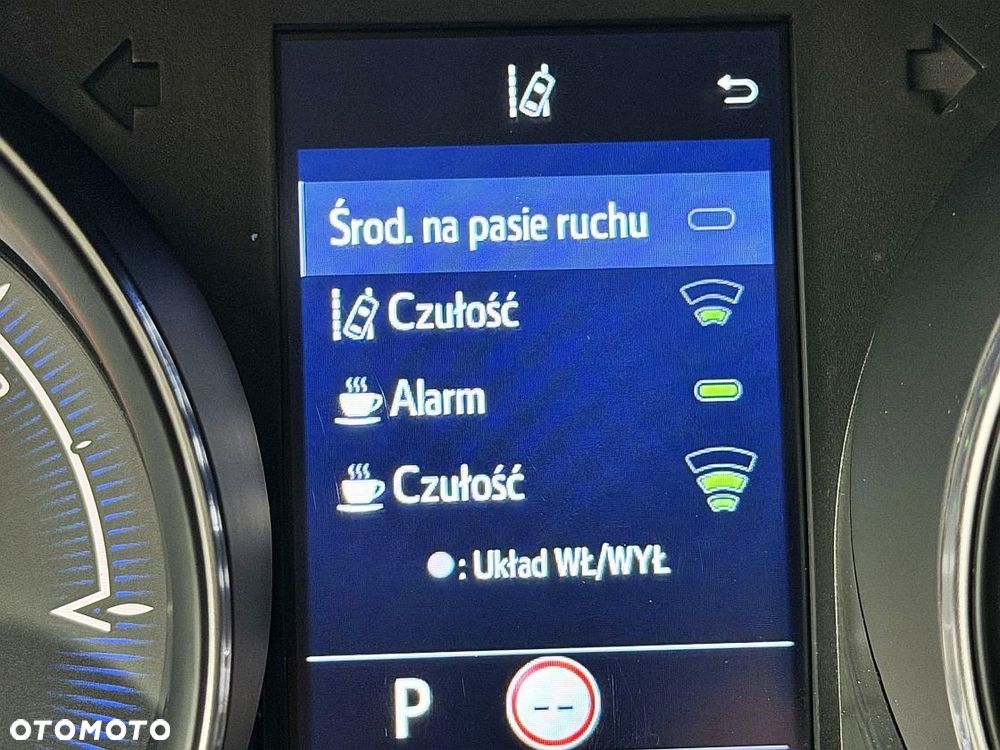 Środ. na pasie ruchu
Czułość
Alarm
Czułość
: Układ WŁ/WYŁ
P
--
OTOMOTO